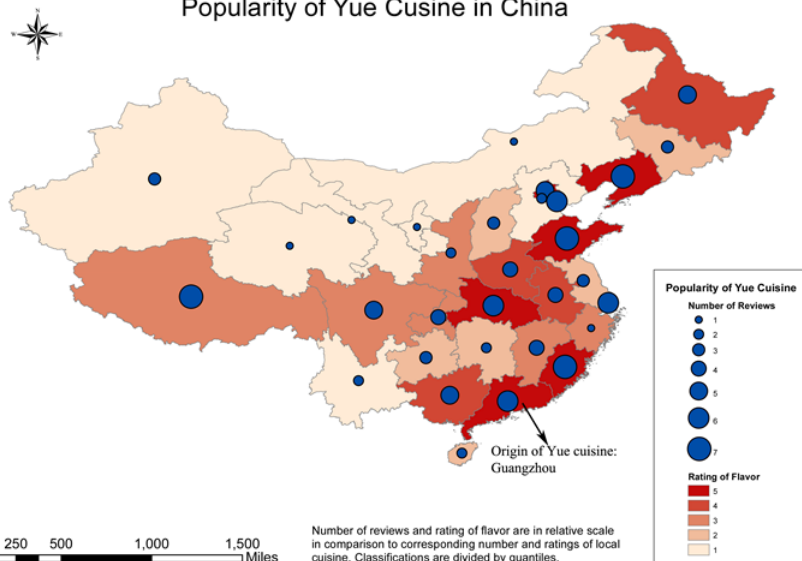 Popularity of Yue Cusine in China
N
W E
S
Origin of Yue cuisine:
Guangzhou
Popularity of Yue Cuisine
Number of Reviews
1
2
3
4
5
6
7
Rating of Flavor
5
4
3
2
1
250 500 1,000 1,500
Miles
Number of reviews and rating of flavor are in relative scale
in comparison to corresponding number and ratings of local
cuisine. Classifications are divided by quantiles.